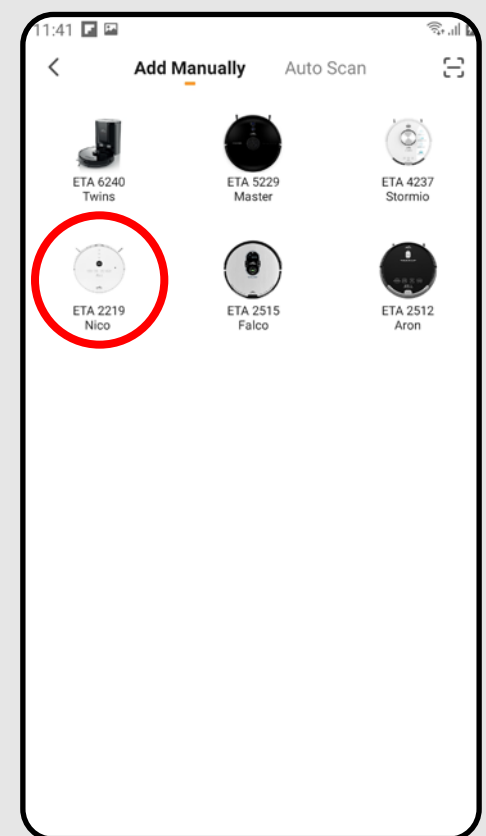 11:41
Add Manually Auto Scan
ETA 6240 ETA 5229 ETA 4237
Twins Master Stormio
ETA 2219 ETA 2515 ETA 2512
Nico Falco Aron